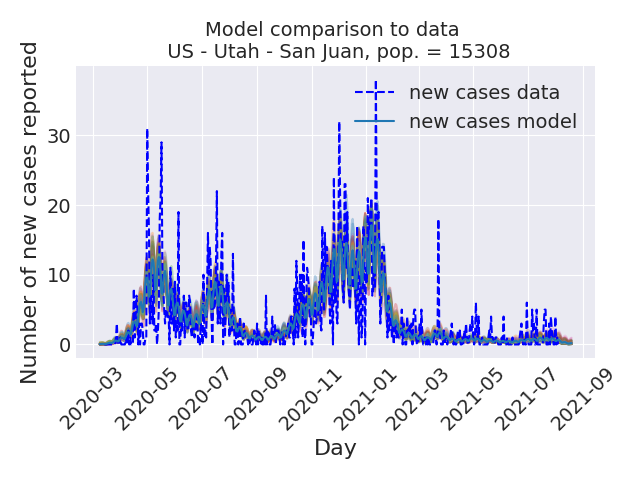 Model comparison to data
US - Utah - San Juan, pop. = 15308
Number of new cases reported
30
20
10
0
new cases data
new cases model
2020-03
2020-05
2020-07
2020-09
2020-11
2021-01
2021-03
2021-05
2021-07
2021-09
Day